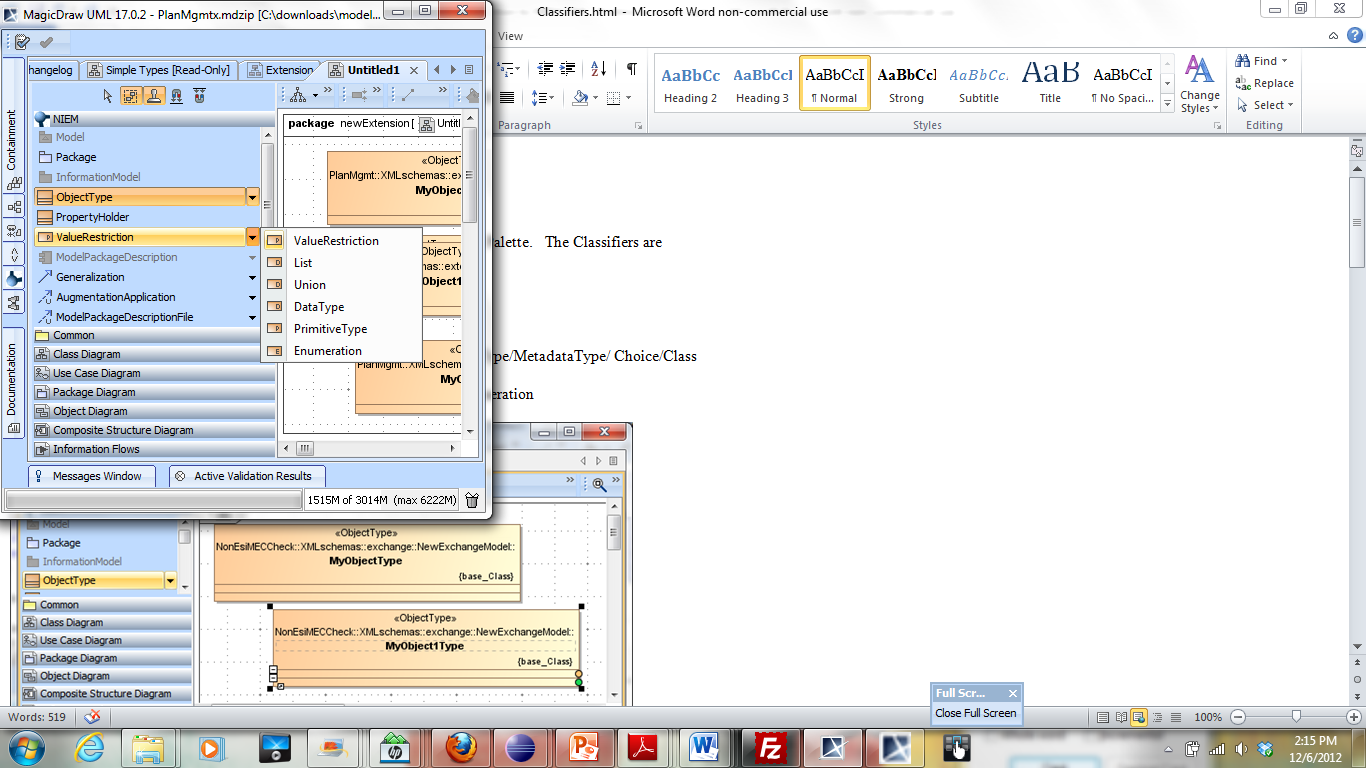 MagicDraw UML 17.0.2 - PlanMgmtx.mdzip [C:\downloads\model...
Classifiers.html - Microsoft Word non-commercial use
View
hangelog
Simple Types [Read-Only]
Extension
Untitled1
NIEM
Model
Package
InformationModel
ObjectType
PropertyHolder
ValueRestriction
ModelPackageDescription
Generalization
AugmentationApplication
ModelPackageDescriptionFile
Common
Class Diagram
Use Case Diagram
Package Diagram
Object Diagram
Composite Structure Diagram
Information Flows
Containment
Documentation
package newExtension[ Untitl
«ObjectT
PlanMgmt::XMLschemas::ex
MyObjec
ValueRestriction
List
Union
DataType
PrimitiveType
Enumeration
ObjectTyp
mas::exten
Object1
«O
PlanMgmt::XMLschemas::ex
MyO
Messages Window
Active Validation Results
1515M of 3014M (max 6222M)
AaBbCc
Heading 2
AaBbCc
Heading 3
AaBbCcI
¶ Normal
AaBbCcI
Strong
AaBbCcI
Subtitle
AaB
Title
AaBbCcI
¶ No Spaci...
Change
Styles
Find
Replace
Select
Paragraph
Styles
Editing
alette. The Classifiers are
pe/MetadataType/ Choice/Class
eration
Model
Package
InformationModel
ObjectType
Common
Class Diagram
Use Case Diagram
Package Diagram
Object Diagram
Composite Structure Diagram
«ObjectType»
NonEsiMECCheck::XMLschemas::exchange::NewExchangeModel::
MyObjectType
{base_Class}
«ObjectType»
NonEsiMECCheck::XMLschemas::exchange::NewExchangeModel::
MyObject1Type
{base_Class}
Full Scr...
Close Full Screen
Words: 519
100%
2:15 PM
12/6/2012